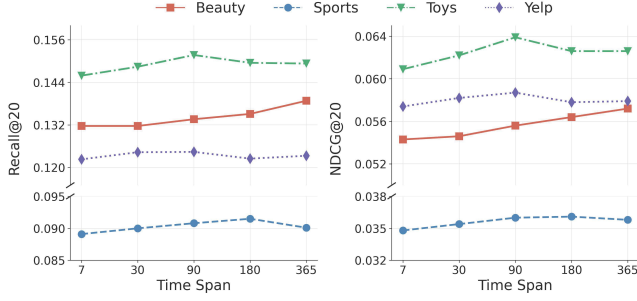 Beauty Sports Toys Yelp
Recall@20
0.156
0.144
0.132
0.120
0.095
0.090
0.085
7 30 90 180 365
Time Span
NDCG@20
0.064
0.060
0.056
0.052
0.038
0.035
0.032
7 30 90 180 365
Time Span